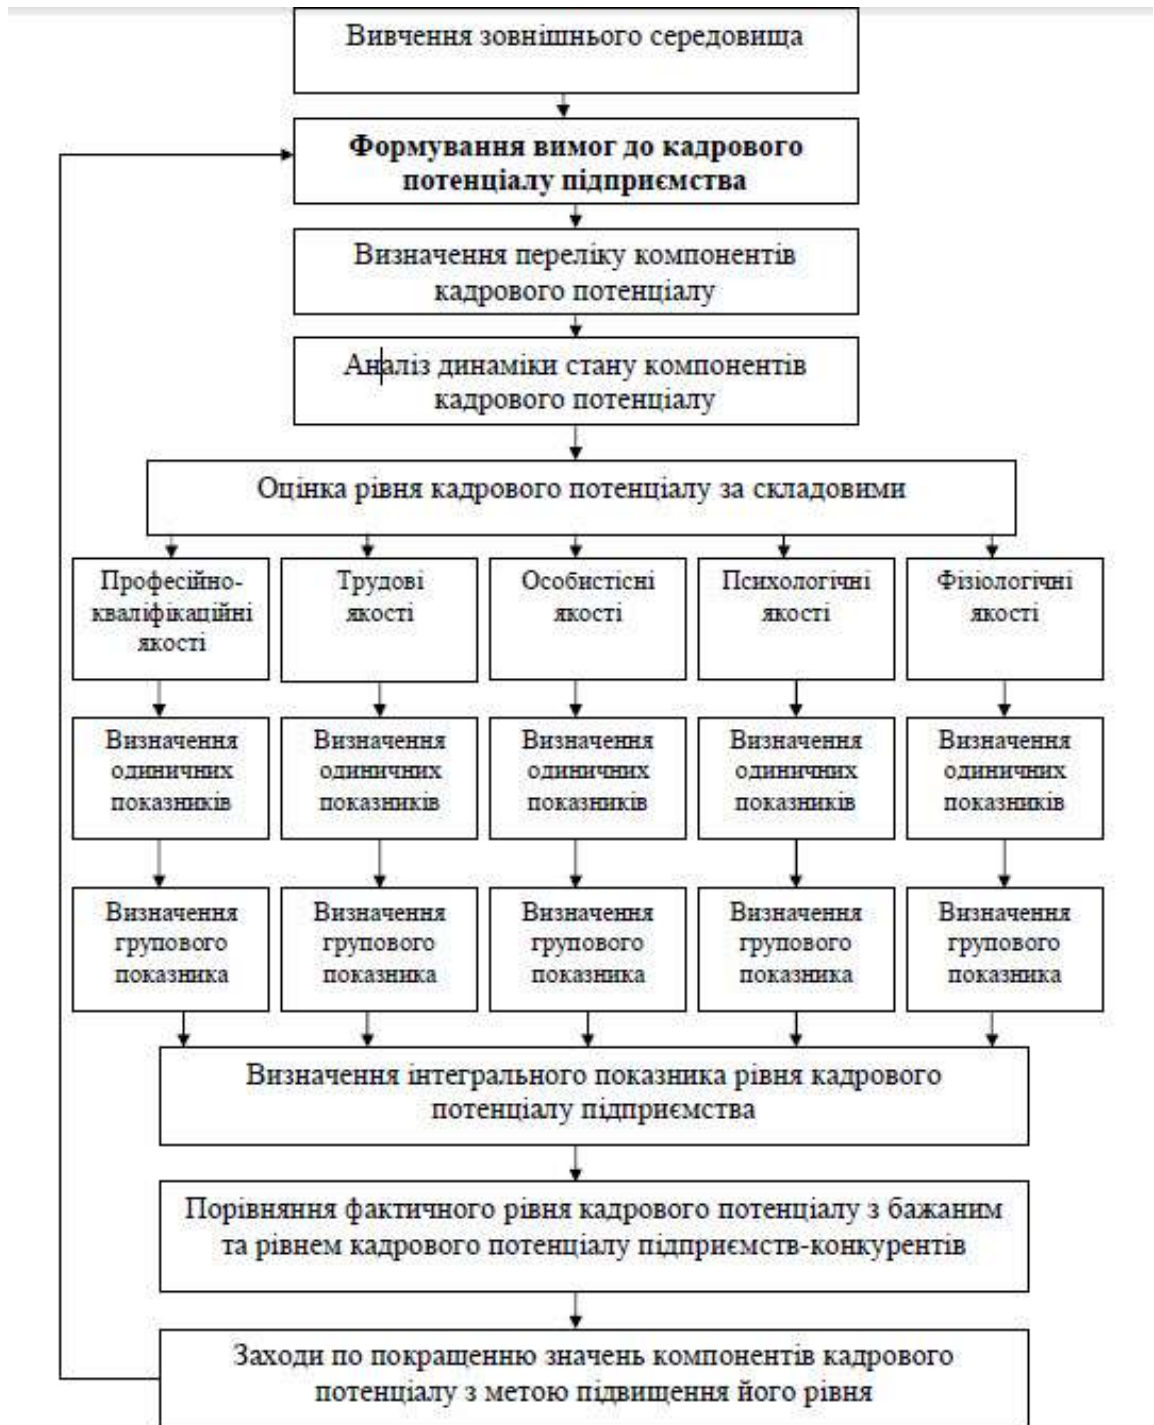 Вивчення зовнішнього середовища
Формування вимог до кадрового
потенціалу підприємства
Визначення переліку компонентів
кадрового потенціалу
Аналіз динаміки стану компонентів
кадрового потенціалу
Оцінка рівня кадрового потенціалу за складовими
Професійно-
кваліфікаційні
якості
Трудові
якості
Особистісні
якості
Психологічні
якості
Фізіологічні
якості
Визначення
одиничних
показників
Визначення
одиничних
показників
Визначення
одиничних
показників
Визначення
одиничних
показників
Визначення
одиничних
показників
Визначення
групового
показника
Визначення
групового
показника
Визначення
групового
показника
Визначення
групового
показника
Визначення
групового
показника
Визначення інтегрального показника рівня кадрового
потенціалу підприємства
Порівняння фактичного рівня кадрового потенціалу з бажаним
та рівнем кадрового потенціалу підприємств-конкурентів
Заходи по покращенню значень компонентів кадрового
потенціалу з метою підвищення його рівня